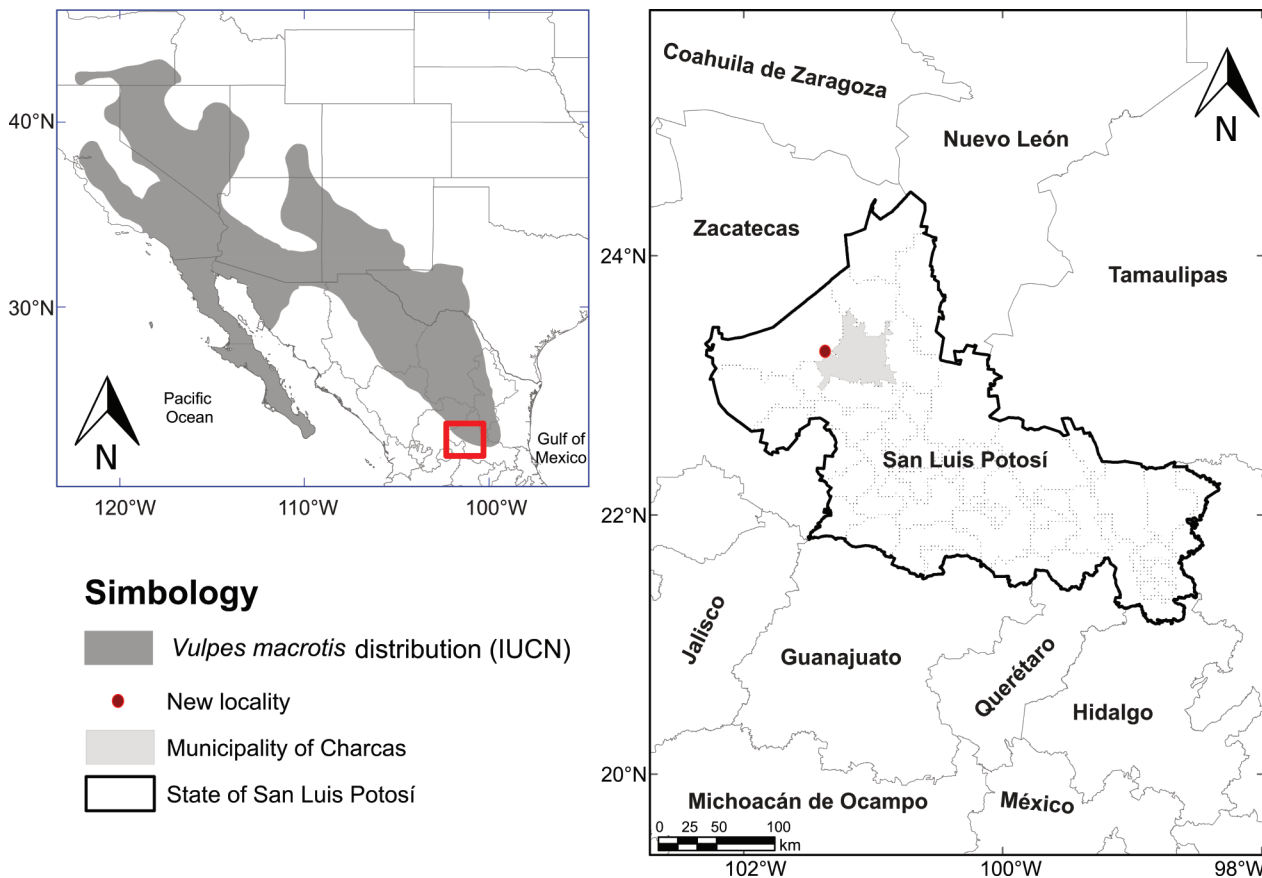 40°N
30°N
120°W
110°W
100°W
Pacific
Ocean
Gulf of
Mexico
N
Simbology
Vulpes macrotis distribution (IUCN)
New locality
Municipality of Charcas
State of San Luis Potosí
Coahuila de Zaragoza
Nuevo León
N
Zacatecas
24°N
Tamaulipas
San Luis Potosí
22°N
Jalisco
Guanajuato
Querétaro
Hidalgo
20°N
Michoacán de Ocampo
México
0 25 50 100
km
102°W
100°W
98°W